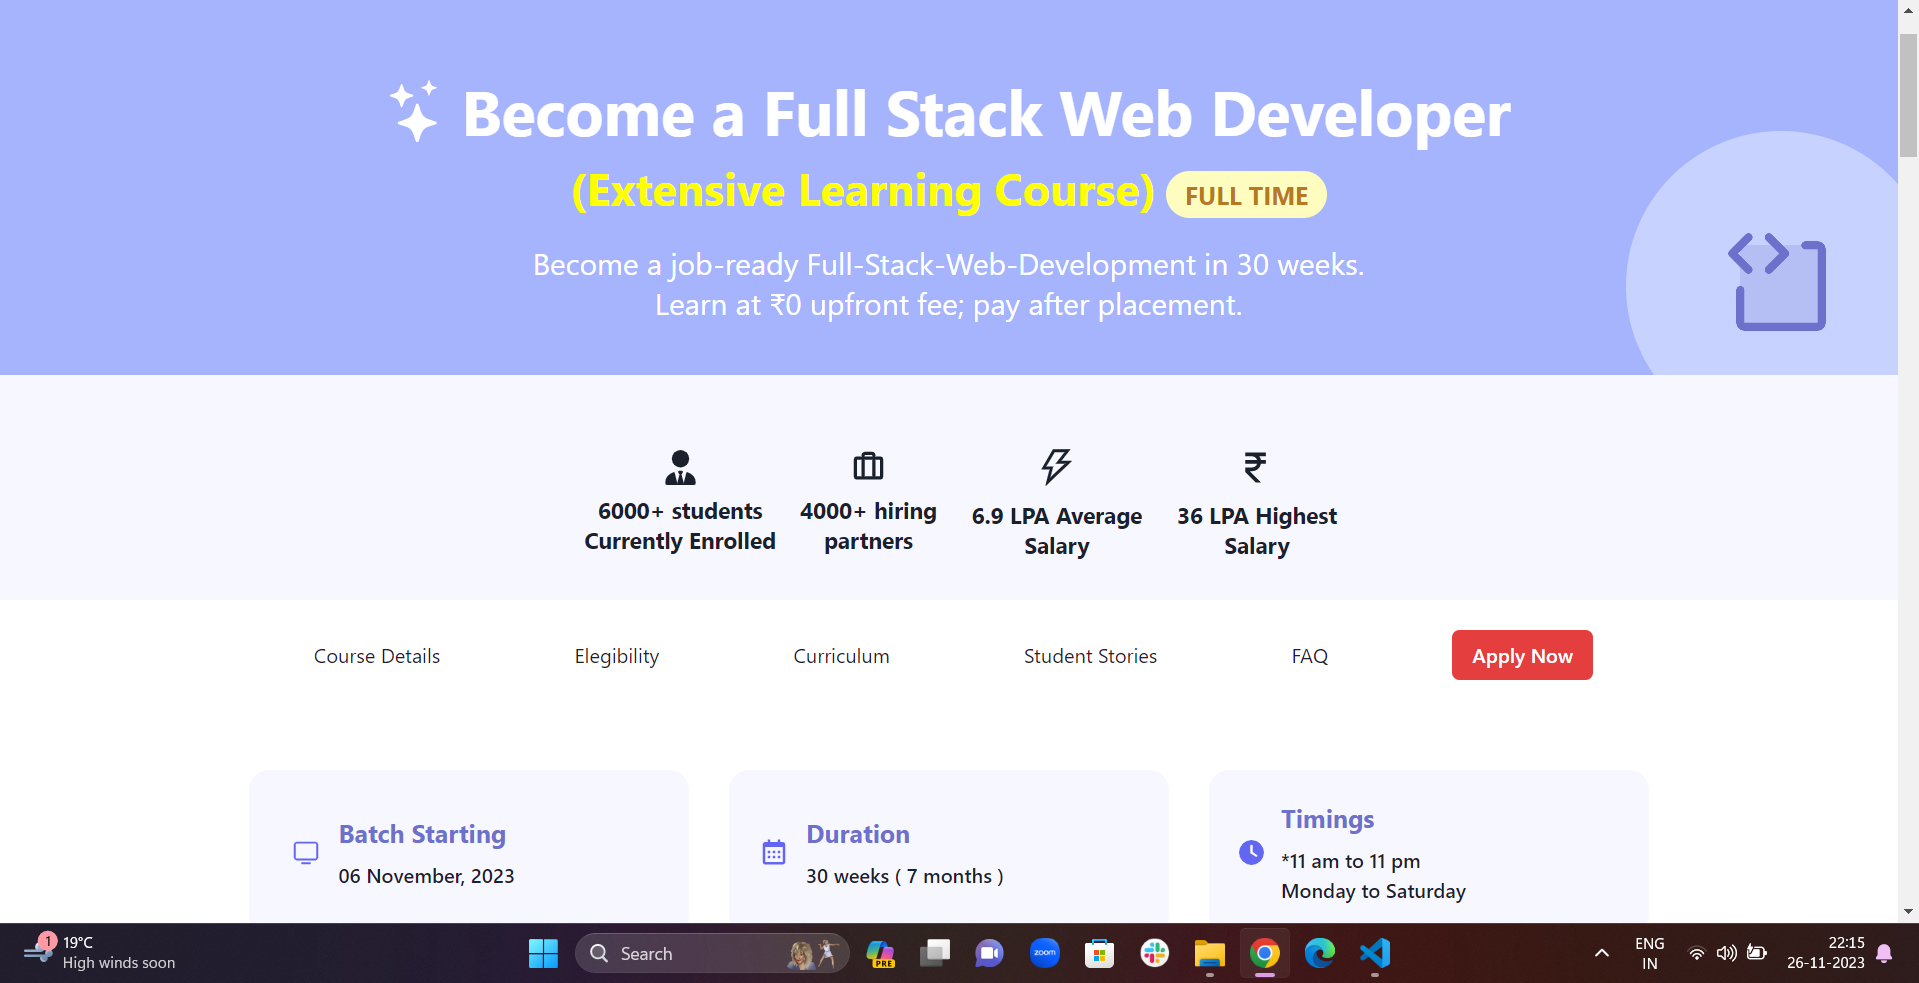 Become a Full Stack Web Developer
(Extensive Learning Course) FULL TIME
Become a job-ready Full-Stack-Web-Development in 30 weeks.
Learn at ₹0 upfront fee; pay after placement.
6000+ students
Currently Enrolled
4000+ hiring
partners
6.9 LPA Average
Salary
36 LPA Highest
Salary
Course Details Elegibility Curriculum Student Stories FAQ Apply Now
Batch Starting
06 November, 2023
Duration
30 weeks ( 7 months )
Timings
*11 am to 11 pm
Monday to Saturday
1
19°C
High winds soon
Search
PRE
zoom
ENG
IN
22:15
26-11-2023